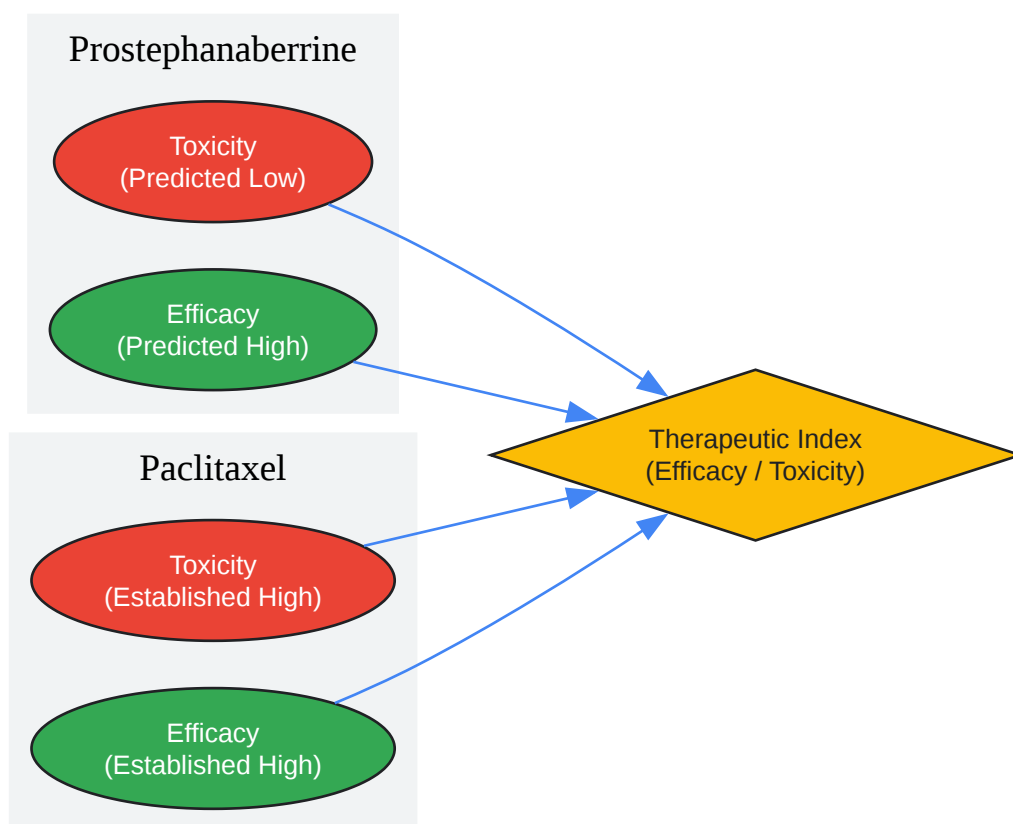 Prostephanaberrine
Toxicity
(Predicted Low)
Efficacy
(Predicted High)
Therapeutic Index
(Efficacy / Toxicity)
Paclitaxel
Toxicity
(Established High)
Efficacy
(Established High)